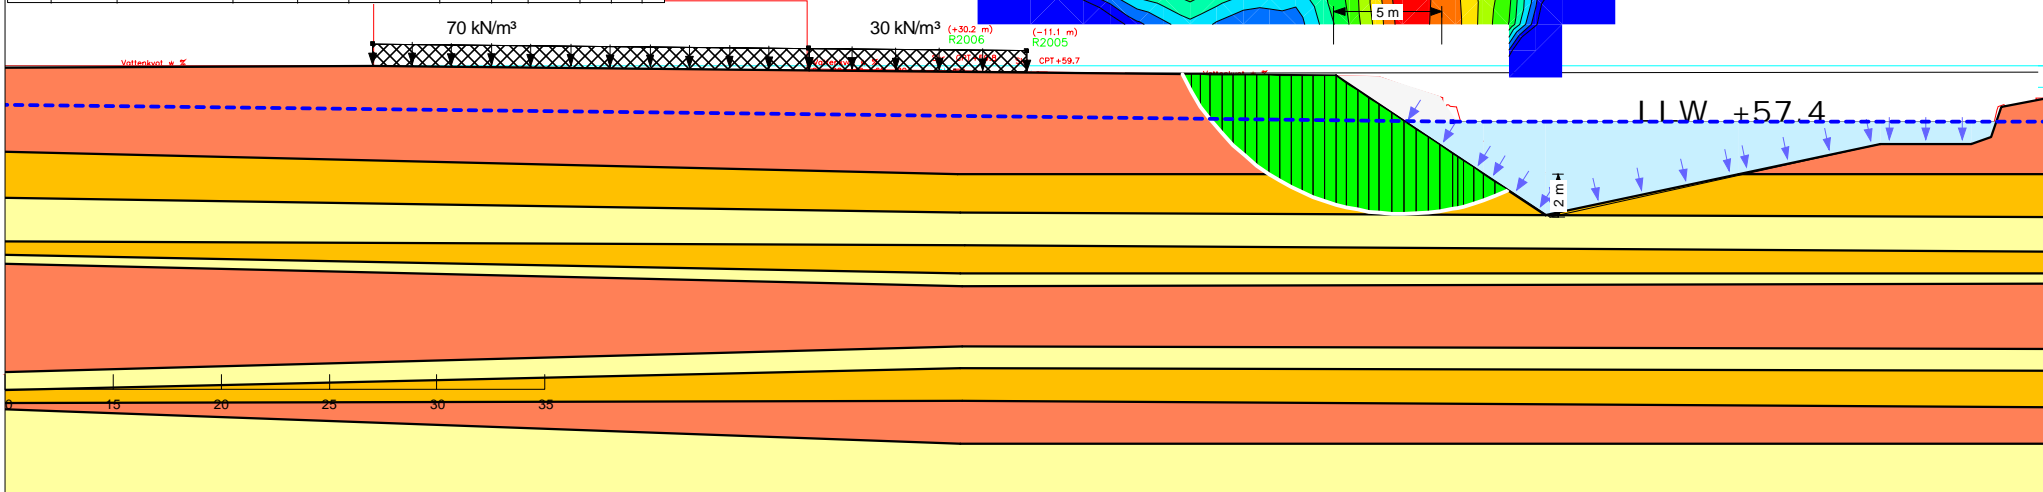 5 m
70 kN/m³
30 kN/m³
(+30.2 m)
R2006
(-11.1 m)
R2005
Vattenkvot w %
CPT+59.7
LLW +57.4
2 m
15
20
25
30
35